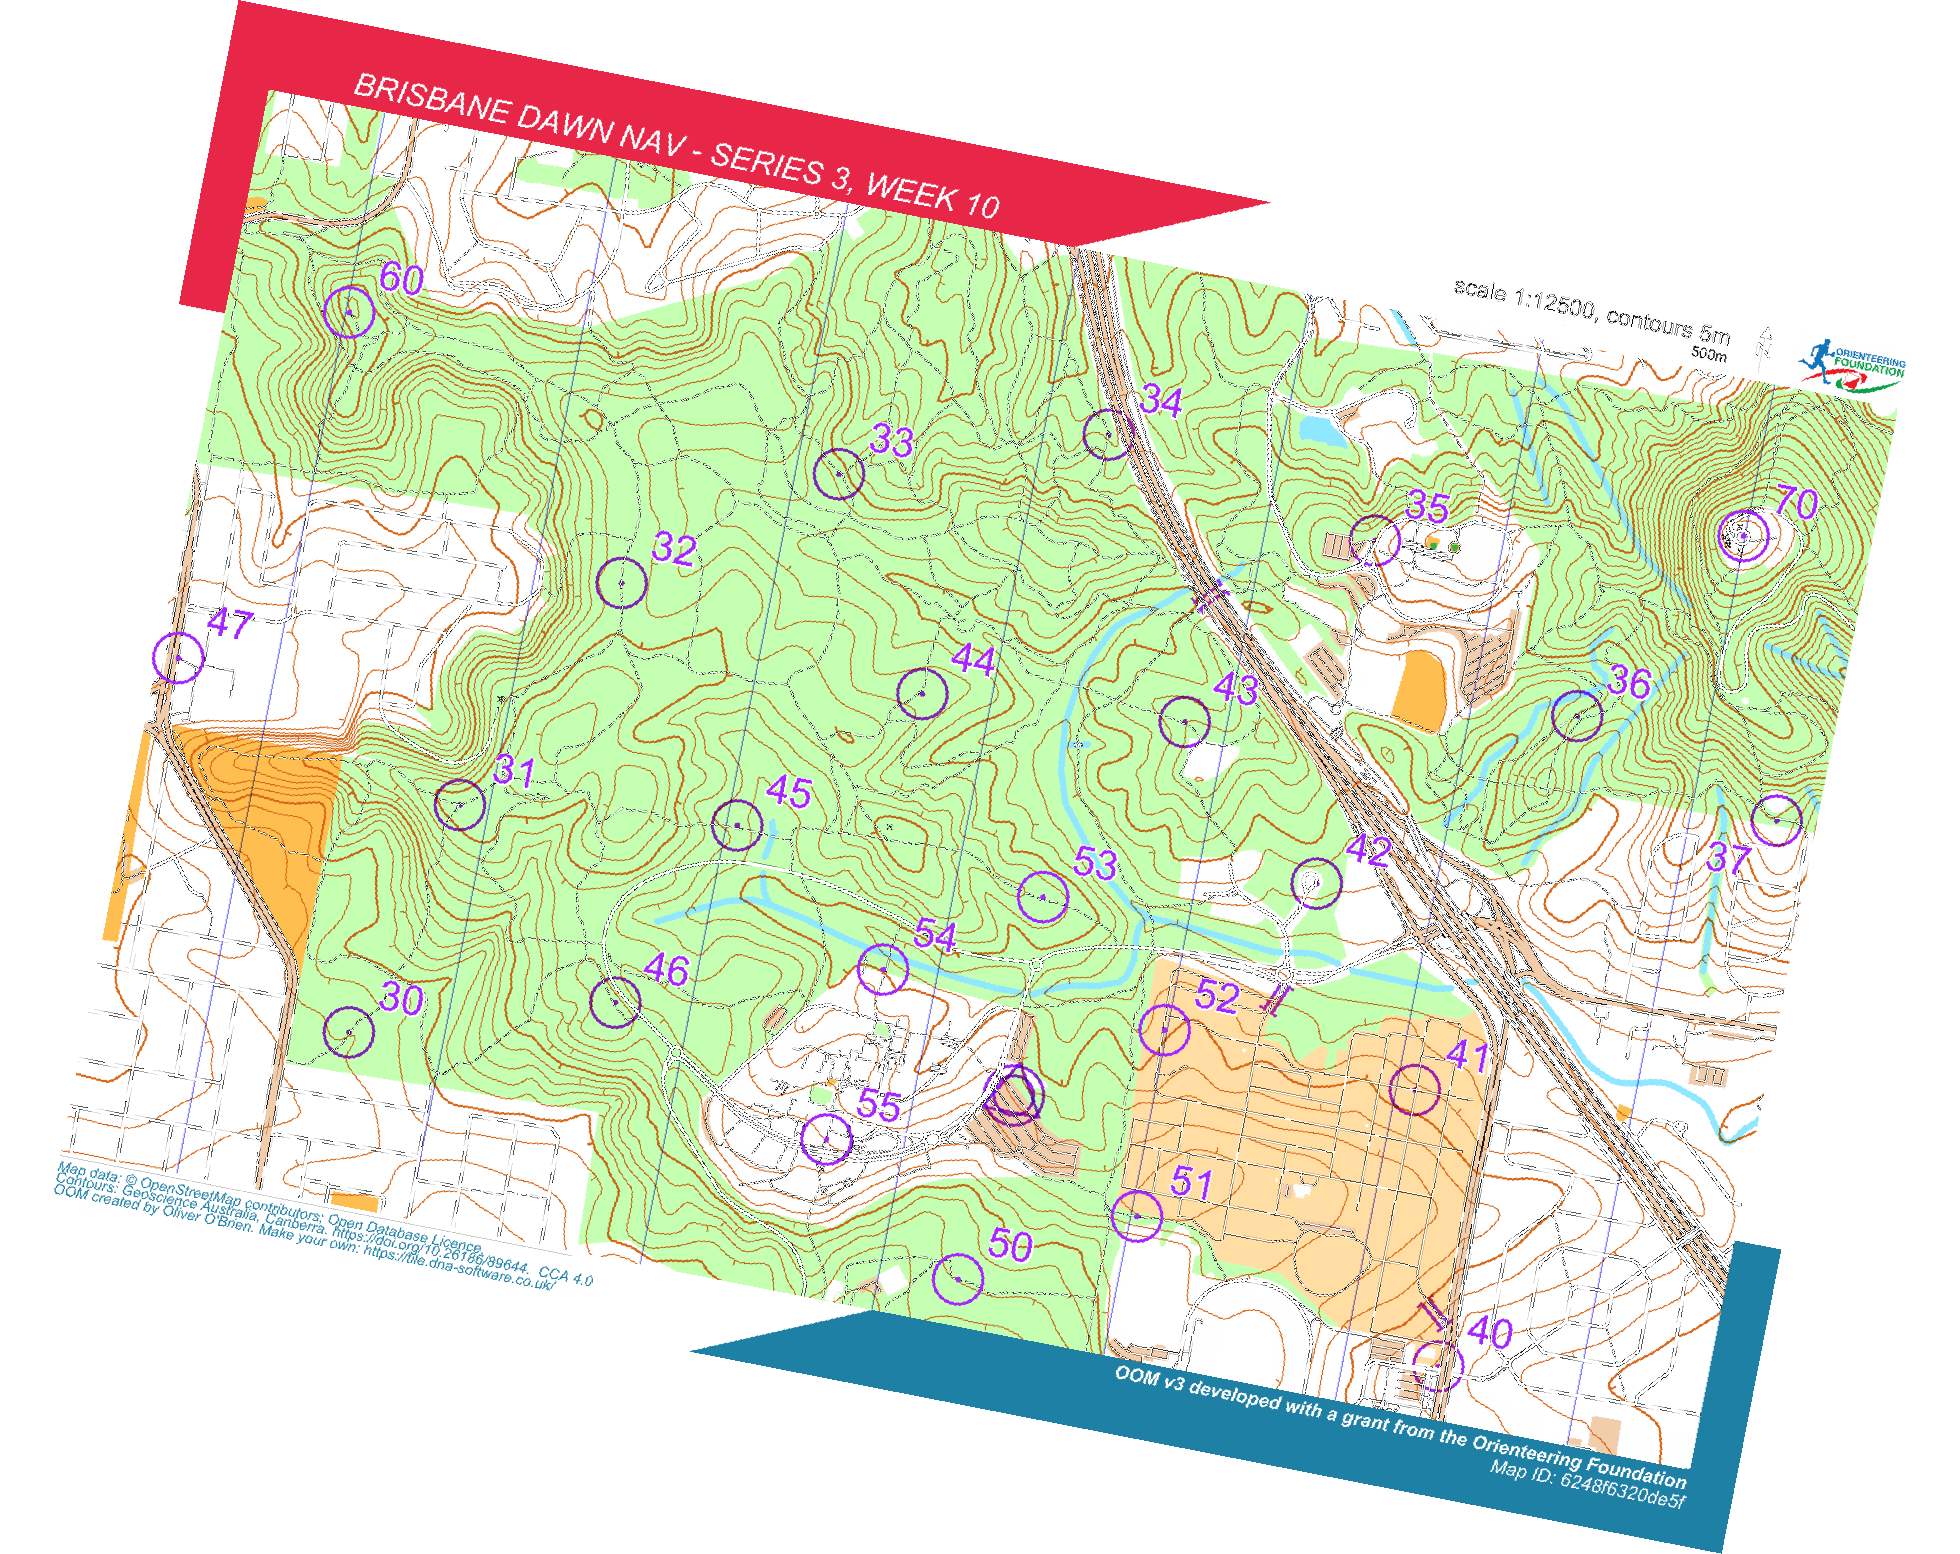 BRISBANE DAWN NAV - SERIES 3, WEEK 10
scale 1:12500, contours 5m
500m
ORIENTEERING
FOUNDATION
60
34
33
35
70
32
47
44
43
36
31
45
42
53
37
54
46
30
52
41
55
51
50
40
Map data: © OpenStreetMap contributors, Open Database Licence.
Contours: Geoscience Australia, Canberra. https://doi.org/10.26186/89644. CCA 4.0
OOM created by Oliver O'Brien. Make your own: https://tile.dna-software.co.uk/
OOM v3 developed with a grant from the Orienteering Foundation
Map ID: 6248f6320de5f